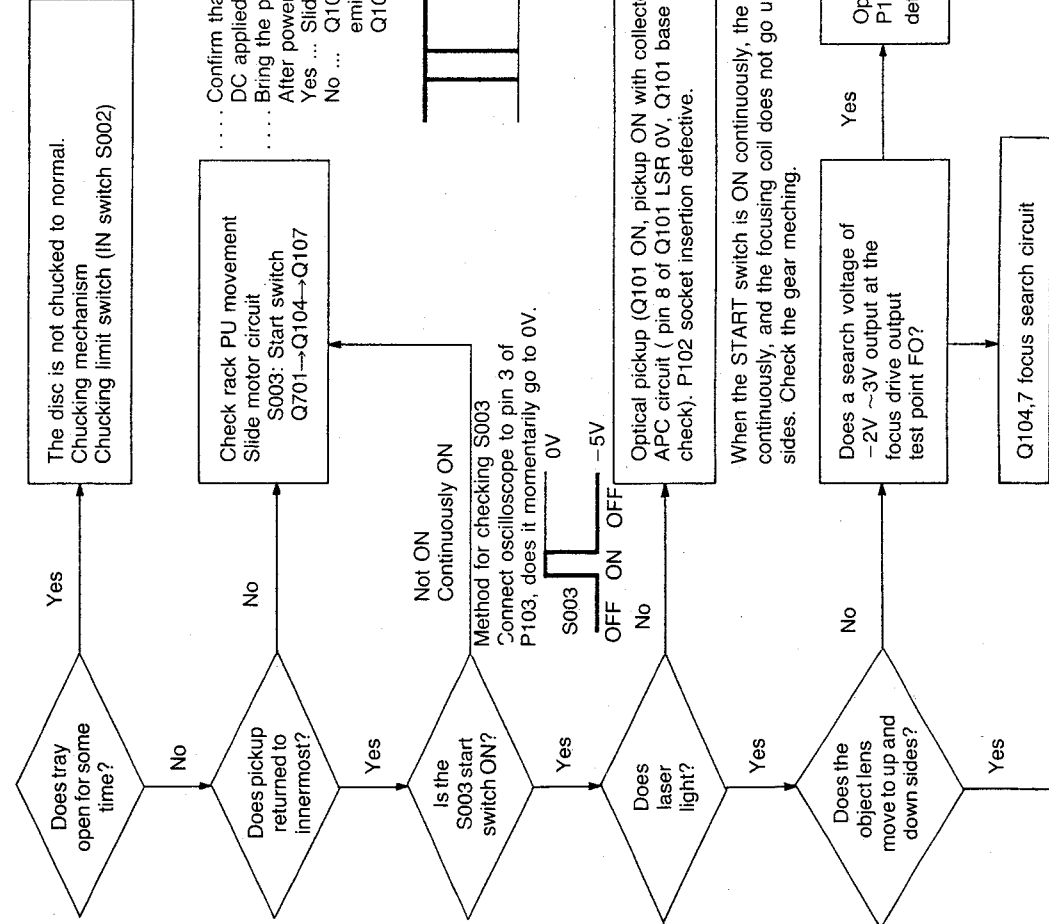 Does tray
open for some
time?
Yes
The disc is not chucked to normal.
Chucking mechanism
Chucking limit switch (IN switch S002)
No
Does pickup
returned to
innermost?
No
Check rack PU movement
Slide motor circuit
S003: Start switch
Q701→Q104→Q107
..... Confirm tha
DC applied
..... Bring the p
After power
Yes ... Slid
No ... Q10
emi
Q10
Yes
Is the
S003 start
switch ON?
Not ON
Continuously ON
Method for checking S003
Connect oscilloscope to pin 3 of
P103, does it momentarily go to 0V.
S003
0V
−5V
OFF ON OFF
Yes
Does
laser
light?
No
Optical pickup (Q101 ON, pickup ON with collecto
APC circuit ( pin 8 of Q101 LSR 0V, Q101 base
check). P102 socket insertion defective.
When the START switch is ON continuously, the
continuously, and the focusing coil does not go u
sides. Check the gear meching.
Yes
Does the
object lens
move to up and
down sides?
No
Does a search voltage of
−2V ~3V output at the
focus drive output
test point FO?
Yes
Op
P1
de
Q104,7 focus search circuit
Yes